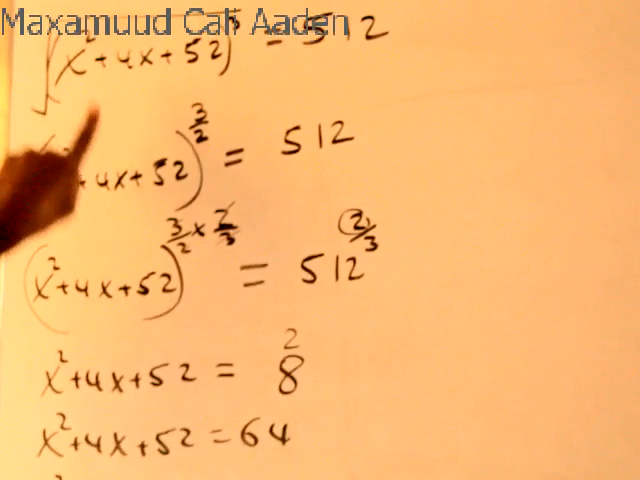 Maxamuud Cali Aaden
√(x²+4x+52)³ = 512
(x²+4x+52)^(3/2) = 512
(x²+4x+52)^(3/2 × 2/3) = 512^(2/3)
x²+4x+52 = 8²
x²+4x+52 = 64